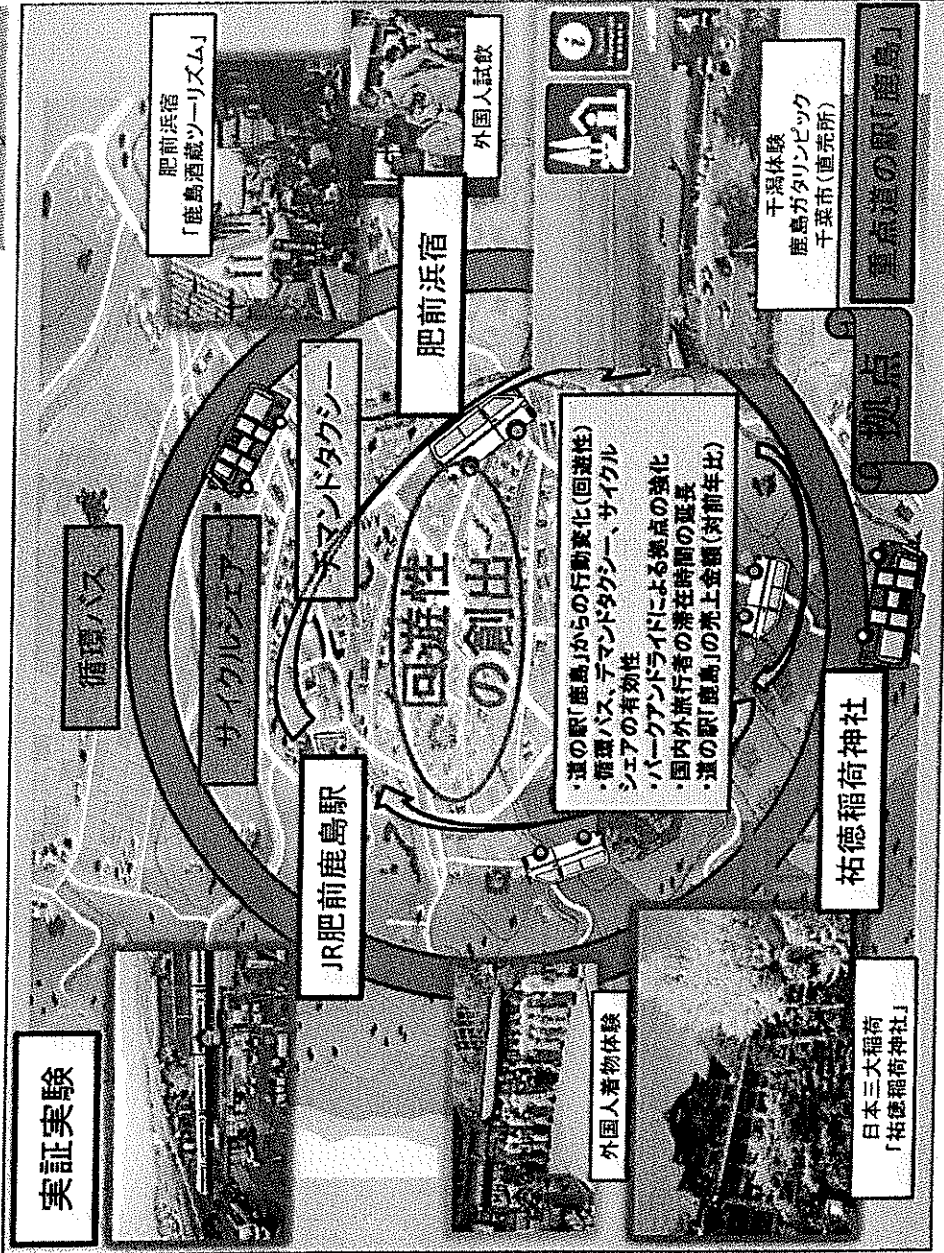 実証実験
循環バス
サイクルシェア
デマンドタクシー
JR肥前鹿島駅
回遊性
の創出
肥前浜宿
肥前浜宿
「鹿島酒蔵ツーリズム」
外国人試飲
外国人着物体験
・道の駅「鹿島」からの行動変化(回遊性)
・循環バス、デマンドタクシー、サイクル
シェアの有効性
・パークアンドライドによる拠点の強化
・国内外旅行者の滞在時間の延長
・道の駅「鹿島」の売上金額(対前年比)
日本三大稲荷
「祐徳稲荷神社」
祐徳稲荷神社
拠点
干潟体験
鹿島ガタリンピック
千菜市(直売所)
重点道の駅「鹿島」